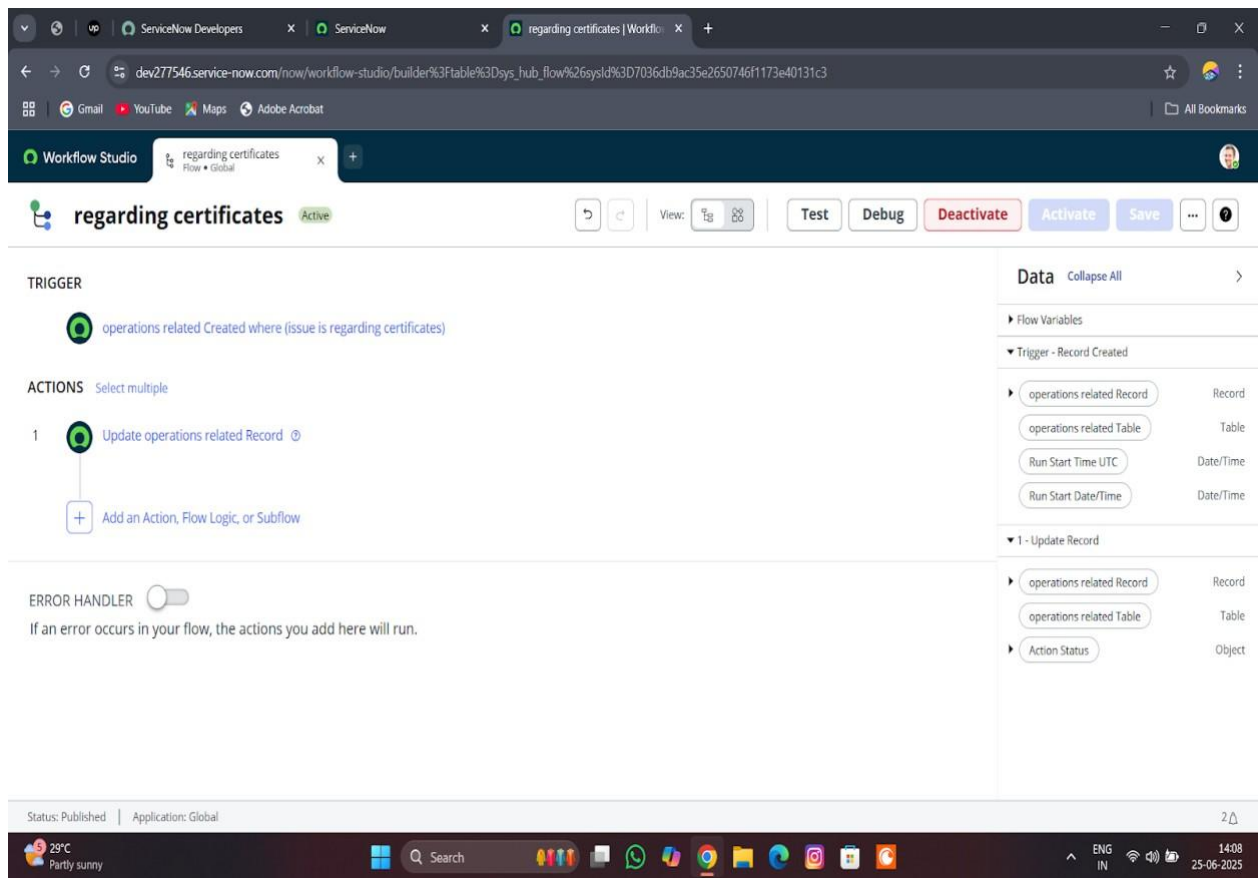 up ServiceNow Developers X ServiceNow X regarding certificates | Workflo X +
dev277546.service-now.com/now/workflow-studio/builder%3Ftable%3Dsys_hub_flow%26sysId%3D7036db9ac35e2650746f1173e40131c3
Gmail YouTube Maps Adobe Acrobat All Bookmarks
Workflow Studio regarding certificates X +
Flow • Global
regarding certificates Active View: Test Debug Deactivate Activate Save ... ?
TRIGGER
operations related Created where (issue is regarding certificates)
ACTIONS Select multiple
1 Update operations related Record ?
+ Add an Action, Flow Logic, or Subflow
ERROR HANDLER
If an error occurs in your flow, the actions you add here will run.
Data Collapse All
Flow Variables
Trigger - Record Created
operations related Record Record
operations related Table Table
Run Start Time UTC Date/Time
Run Start Date/Time Date/Time
1 - Update Record
operations related Record Record
operations related Table Table
Action Status Object
Status: Published | Application: Global 2
5 29°C
Partly sunny
Search
ENG
IN
14:08
25-06-2025